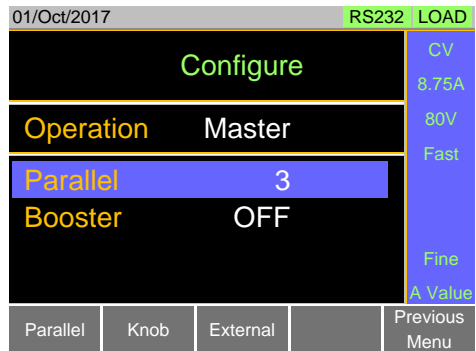 01/Oct/2017 RS232 LOAD
Configure
CV
8.75A
Operation Master
80V
Fast
Parallel 3
Booster OFF
Fine
A Value
Parallel Knob External Previous Menu